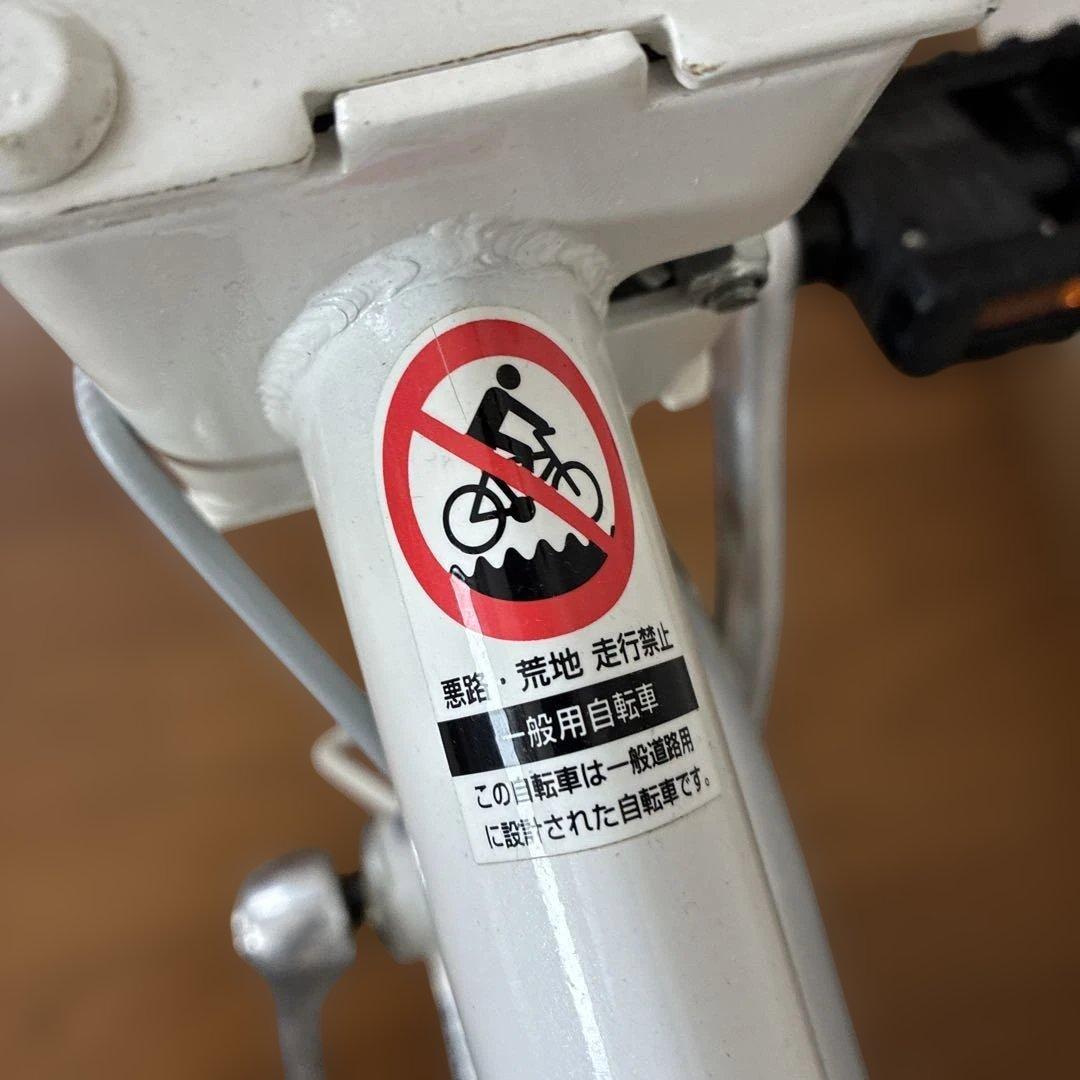 悪路・荒地 走行禁止
一般用自転車
この自転車は一般道路用
に設計された自転車です。